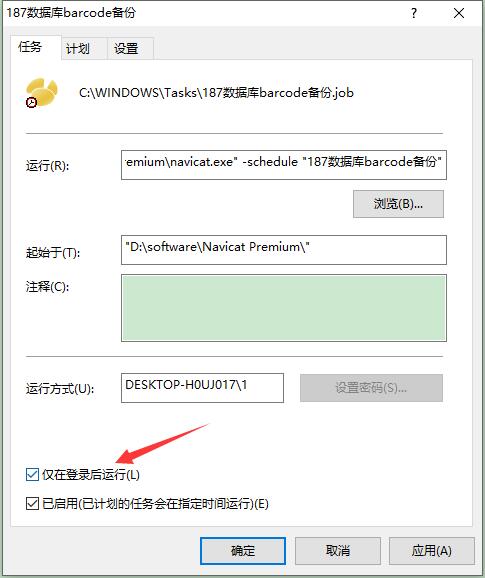 187数据库barcode备份
任务 计划 设置
C:\WINDOWS\Tasks\187数据库barcode备份.job
运行(R):
emium\navicat.exe" -schedule "187数据库barcode备份"
浏览(B)...
起始于(T):
"D:\software\Navicat Premium\"
注释(C):
运行方式(U):
DESKTOP-H0UJ017\1
设置密码(S)...
仅在登录后运行(L)
已启用(已计划的任务会在指定时间运行)(E)
确定 取消 应用(A)